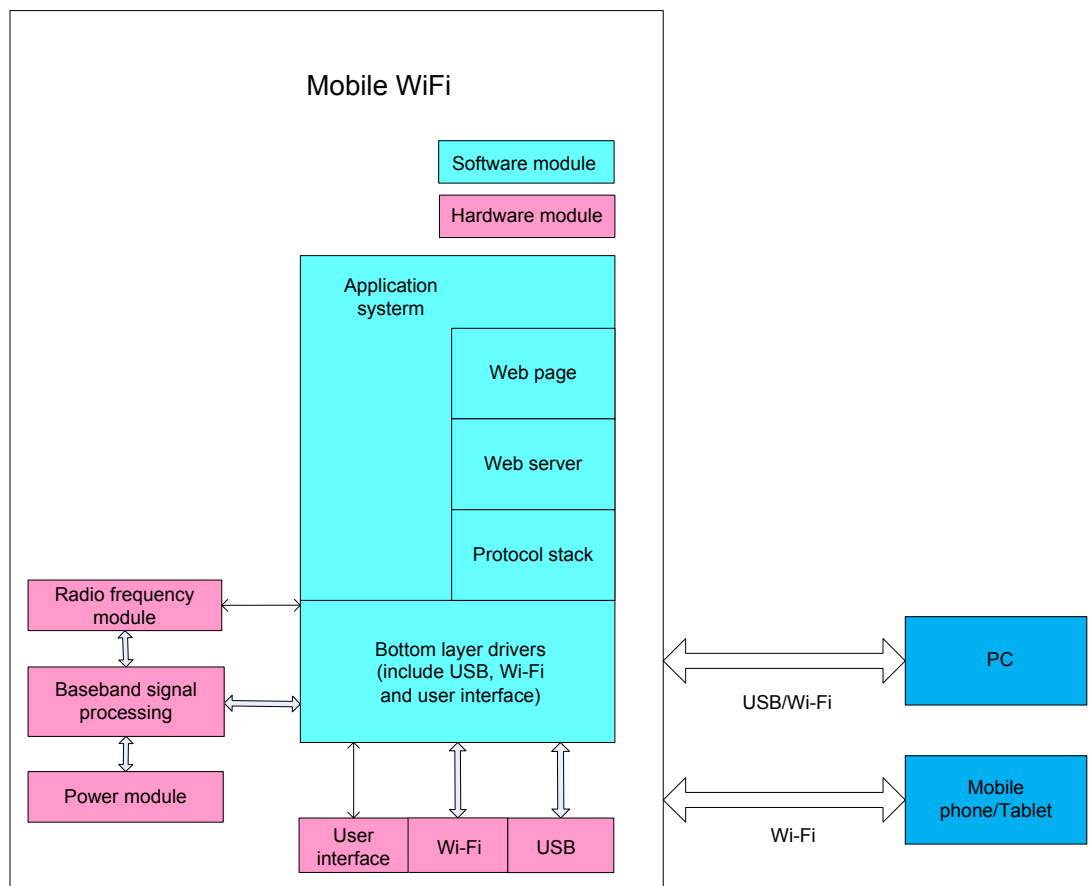 Mobile WiFi
Software module
Hardware module
Application
systerm
Web page
Web server
Protocol stack
Radio frequency
module
Bottom layer drivers
(include USB, Wi-Fi
and user interface)
Baseband signal
processing
Power module
User
interface
Wi-Fi
USB
PC
USB/Wi-Fi
Mobile
phone/Tablet
Wi-Fi